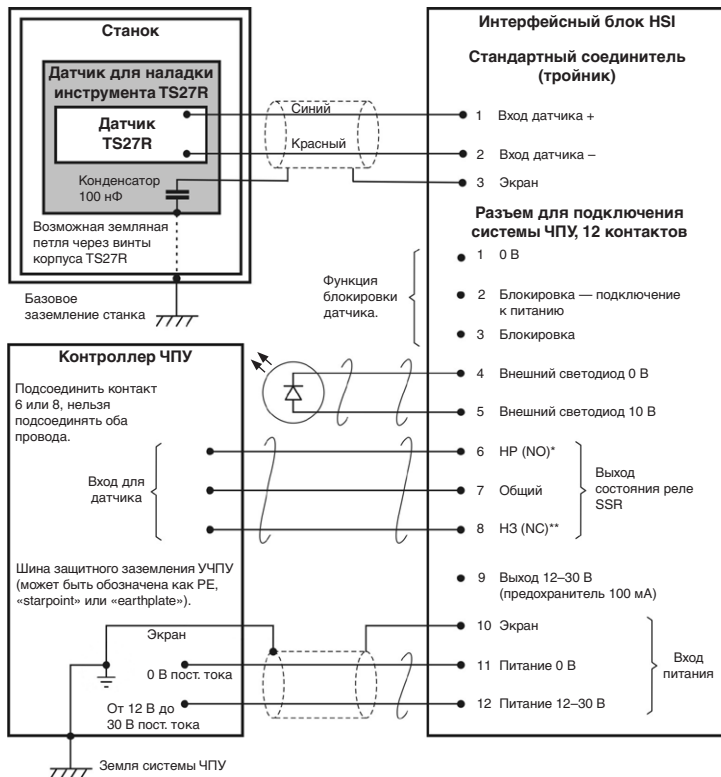 Станок
Датчик для наладки
инструмента TS27R
Датчик
TS27R
Конденсатор
100 нФ
Возможная земляная
петля через винты
корпуса TS27R
Базовое
заземление станка
Синий
Красный
Интерфейсный блок HSI
Стандартный соединитель
(тройник)
1 Вход датчика +
2 Вход датчика –
3 Экран
Разъем для подключения
системы ЧПУ, 12 контактов
Функция
блокировки
датчика.
1 0 В
2 Блокировка — подключение
к питанию
3 Блокировка
4 Внешний светодиод 0 В
5 Внешний светодиод 10 В
6 НР (NO)*
7 Общий
8 НЗ (NC)**
Выход
состояния реле
SSR
9 Выход 12–30 В
(предохранитель 100 мА)
10 Экран
11 Питание 0 В
12 Питание 12–30 В
Вход
питания
Контроллер ЧПУ
Подсоединить контакт
6 или 8, нельзя
подсоединять оба
провода.
Вход для
датчика
Шина защитного заземления УЧПУ
(может быть обозначена как PE,
«starpoint» или «earthplate»).
Экран
0 В пост. тока
От 12 В до
30 В пост. тока
Земля системы ЧПУ